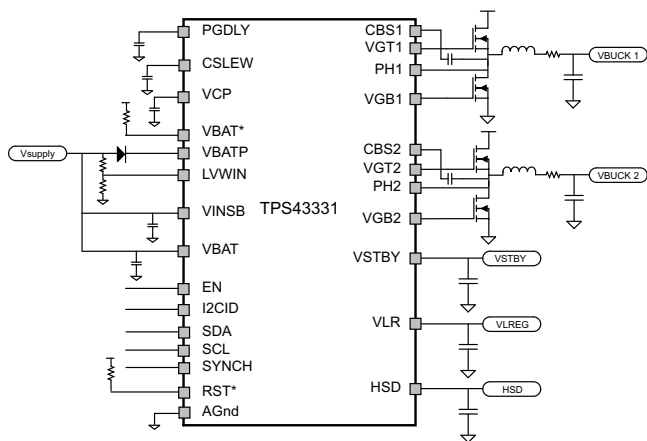 PGDLY
CSLEW
VCP
VBAT*
Vsupply
VBATP
LVWIN
VINSB
VBAT
EN
I2CID
SDA
SCL
SYNCH
RST*
AGnd
TPS43331
CBS1
VGT1
PH1
VGB1
VBUCK 1
CBS2
VGT2
PH2
VGB2
VBUCK 2
VSTBY
VSTBY
VLR
VLREG
HSD
HSD